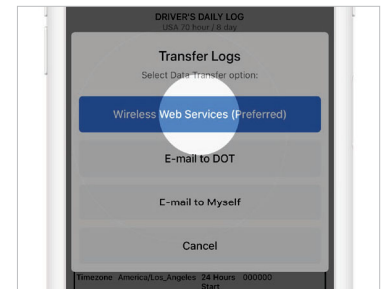 DRIVER'S DAILY LOG
USA 70 hour / 8 day
Transfer Logs
Select Data Transfer option:
Wireless Web Services (Preferred)
E-mail to DOT
E-mail to Myself
Cancel
Timezone America/Los_Angeles 24 Hours 000000
Start